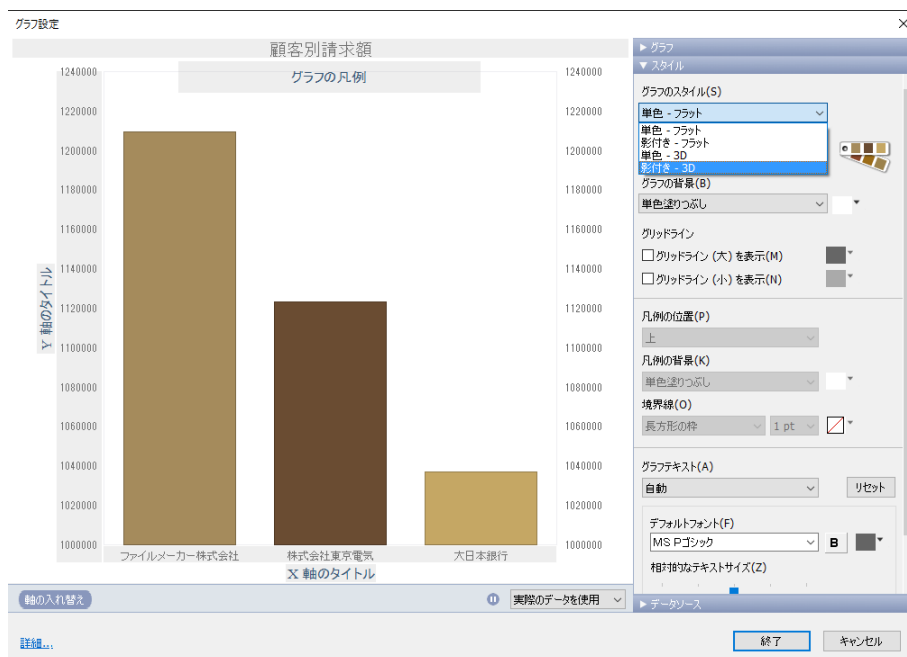 グラフ設定
顧客別請求額
グラフの凡例
1240000
1220000
1200000
1180000
1160000
1140000
1120000
1100000
1080000
1060000
1040000
1020000
1000000
Y 軸のタイトル
1240000
1220000
1200000
1180000
1160000
1140000
1120000
1100000
1080000
1060000
1040000
1020000
1000000
ファイルメーカー株式会社
株式会社東京電気
大日本銀行
X 軸のタイトル
軸の入れ替え
実際のデータを使用
グラフ
スタイル
グラフのスタイル(S)
単色 - フラット
単色 - フラット
影付き - フラット
単色 - 3D
影付き - 3D
グラフの背景(B)
単色塗りつぶし
グリッドライン
グリッドライン (大) を表示(M)
グリッドライン (小) を表示(N)
凡例の位置(P)
上
凡例の背景(K)
単色塗りつぶし
境界線(O)
長方形の枠 1 pt
グラフテキスト(A)
自動 リセット
デフォルトフォント(F)
MS Pゴシック B
相対的なテキストサイズ(Z)
データソース
詳細...
終了 キャンセル